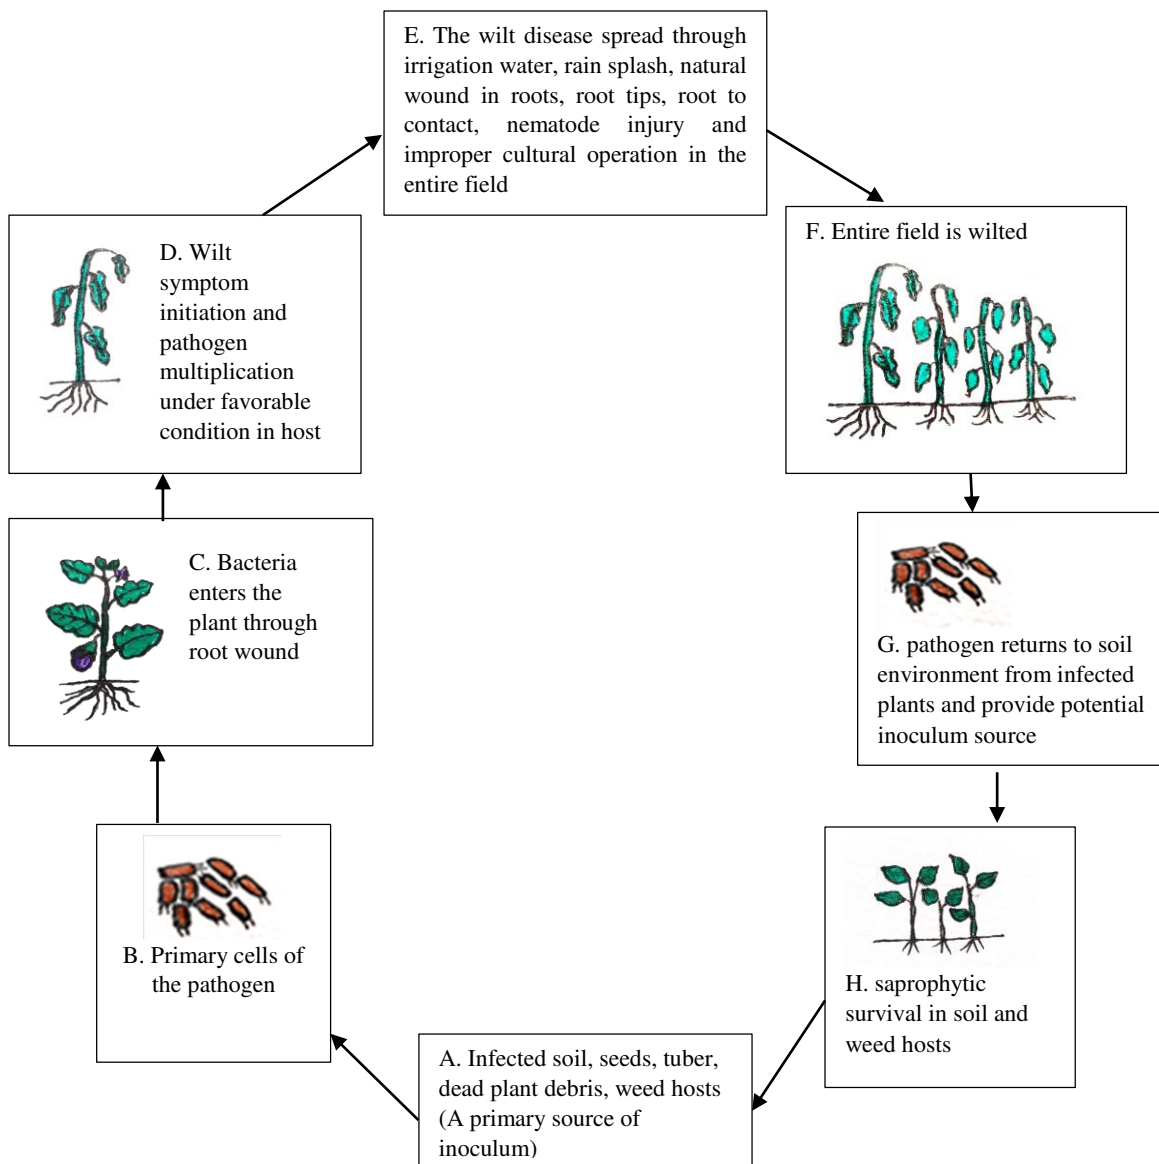 E. The wilt disease spread through
irrigation water, rain splash, natural
wound in roots, root tips, root to
contact, nematode injury and
improper cultural operation in the
entire field
D. Wilt
symptom
initiation and
pathogen
multiplication
under favorable
condition in host
F. Entire field is wilted
C. Bacteria
enters the
plant through
root wound
G. pathogen returns to soil
environment from infected
plants and provide potential
inoculum source
B. Primary cells of
the pathogen
H. saprophytic
survival in soil and
weed hosts
A. Infected soil, seeds, tuber,
dead plant debris, weed hosts
(A primary source of
inoculum)